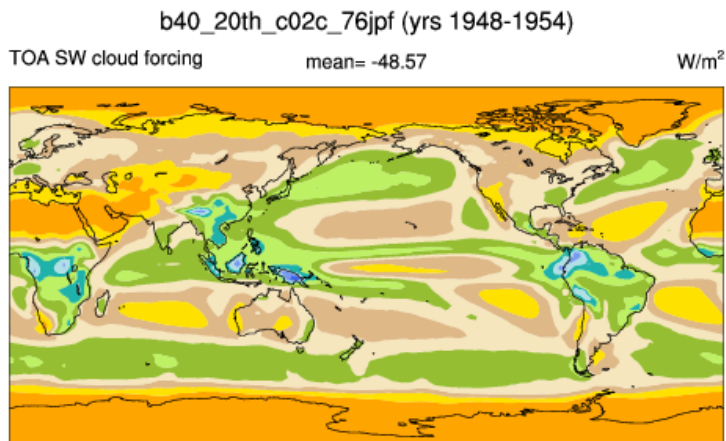 b40_20th_c02c_76jpf (yrs 1948-1954)
TOA SW cloud forcing mean= -48.57 W/m²